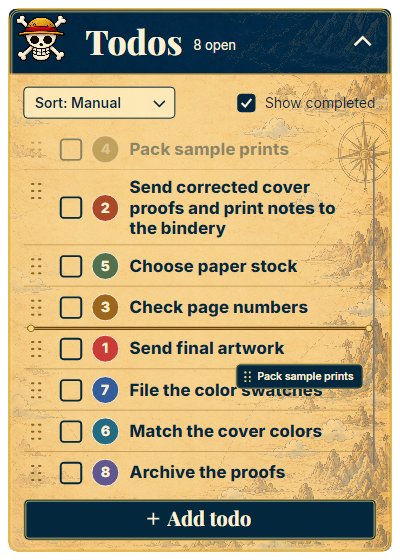 Todos 8 open
Sort: Manual
Show completed
4 Pack sample prints
2 Send corrected cover
proofs and print notes to
the bindery
5 Choose paper stock
3 Check page numbers
1 Send final artwork
Pack sample prints
7 File the color swatches
6 Match the cover colors
8 Archive the proofs
+ Add todo